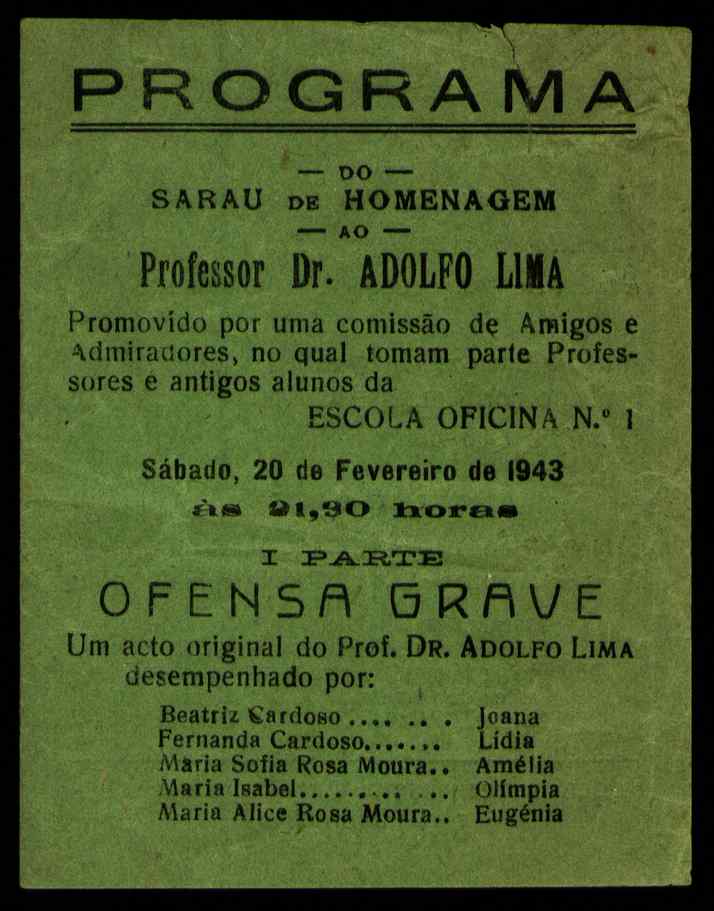 PROGRAMA
— DO —
SARAU DE HOMENAGEM
— AO —
Professor Dr. ADOLFO LIMA
Promovido por uma comissão de Amigos e
Admiradores, no qual tomam parte Profes-
sores e antigos alunos da
ESCOLA OFICINA N.º 1
Sábado, 20 de Fevereiro de 1943
às 21,30 horas
I PARTE
OFENSA GRAVE
Um acto original do Prof. DR. ADOLFO LIMA
desempenhado por:
Beatriz Cardoso .... .. . Joana
Fernanda Cardoso....... Lídia
Maria Sofia Rosa Moura.. Amélia
Maria Isabel.......... .. Olímpia
Maria Alice Rosa Moura.. Eugénia